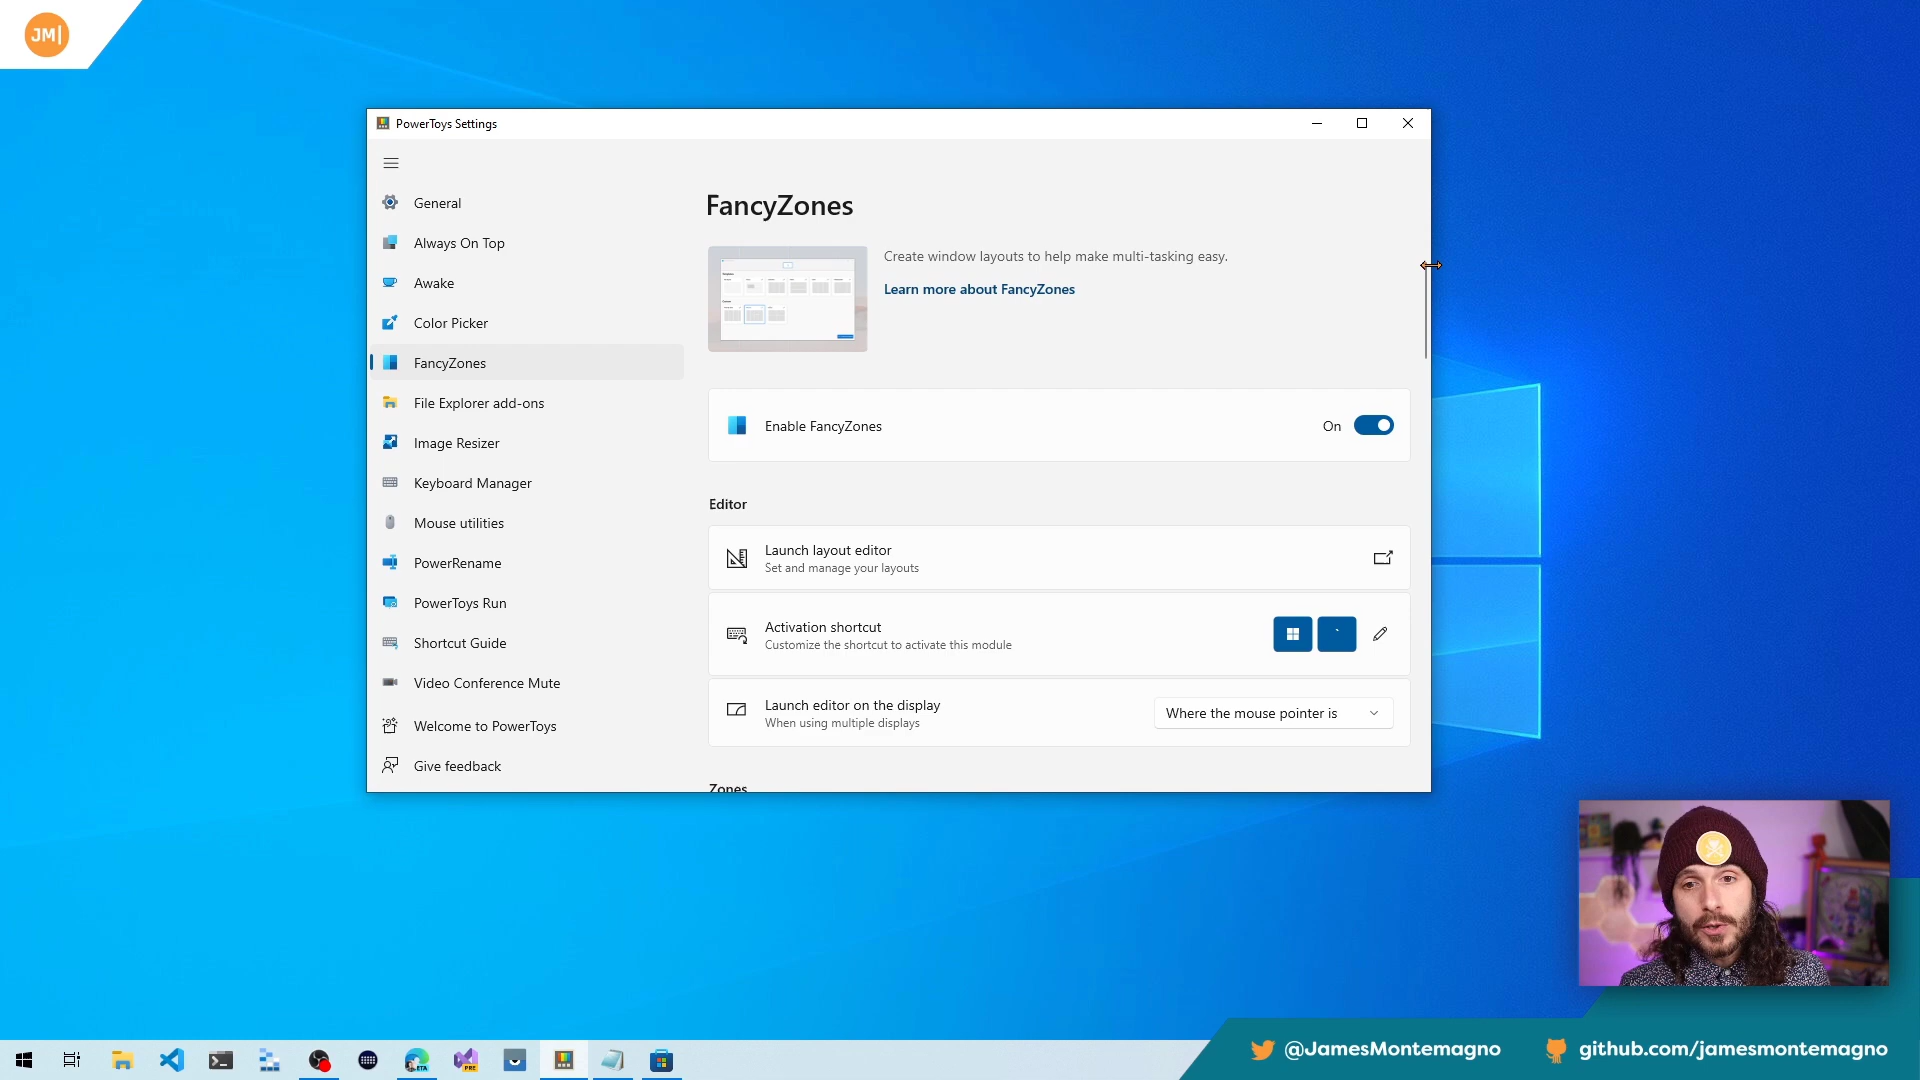 JM|
PowerToys Settings
General
Always On Top
Awake
Color Picker
FancyZones
File Explorer add-ons
Image Resizer
Keyboard Manager
Mouse utilities
PowerRename
PowerToys Run
Shortcut Guide
Video Conference Mute
Welcome to PowerToys
Give feedback
FancyZones
Create window layouts to help make multi-tasking easy.
Learn more about FancyZones
Enable FancyZones
On
Editor
Launch layout editor
Set and manage your layouts
Activation shortcut
Customize the shortcut to activate this module
`
Launch editor on the display
When using multiple displays
Where the mouse pointer is
Zones
BETA
PRE
@JamesMontemagno
github.com/jamesmontemagno